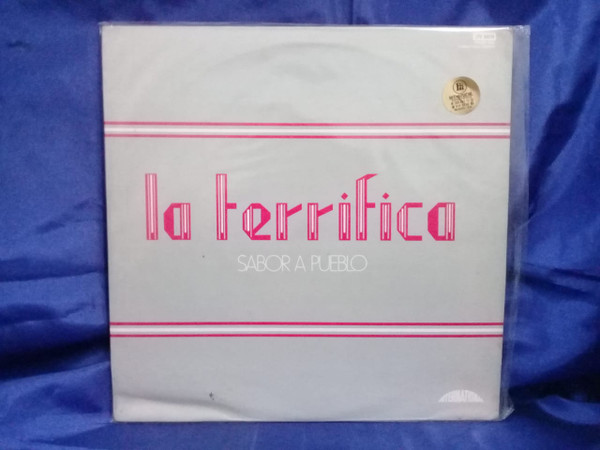 la terrifica
SABOR A PUEBLO